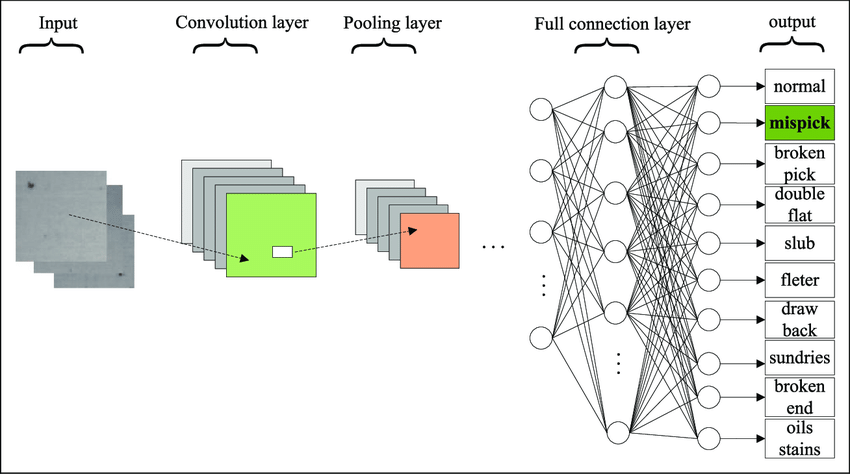 Input
Convolution layer
Pooling layer
Full connection layer
output
normal
mispick
broken
pick
double
flat
slub
fleter
draw
back
sundries
broken
end
oils
stains